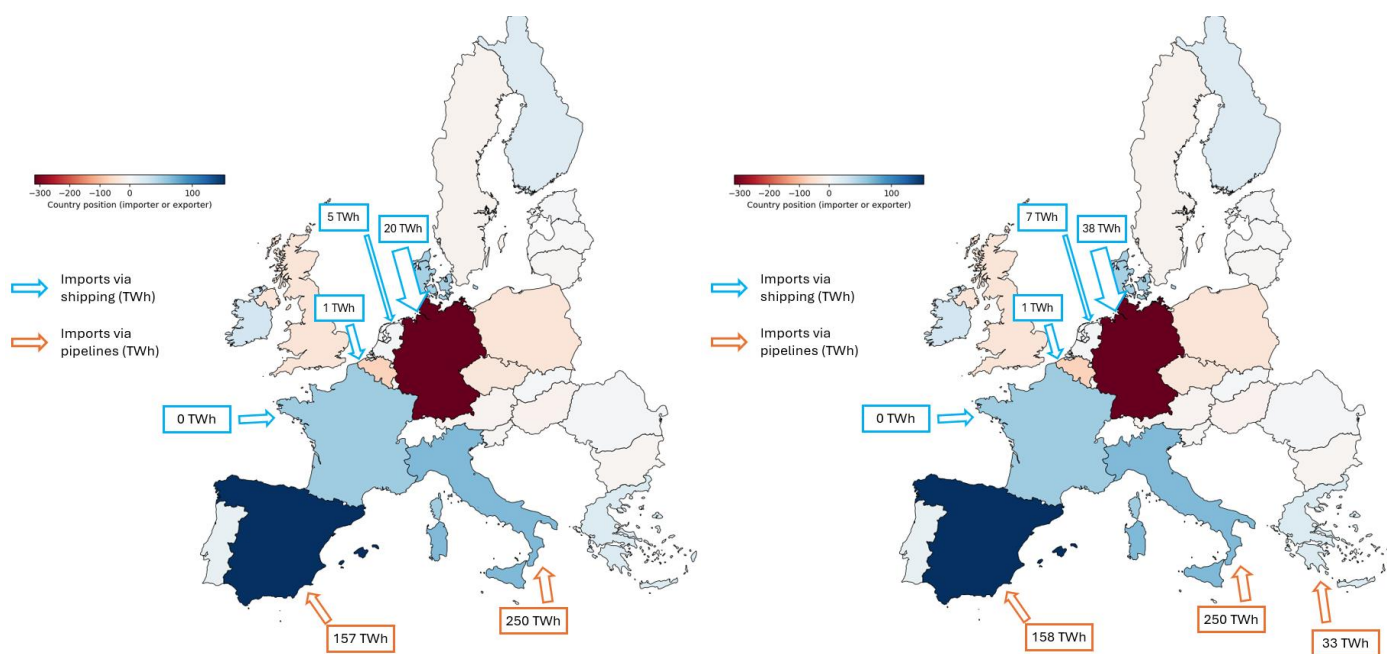 −300 −200 −100 0 100
Country position (importer or exporter)
5 TWh
20 TWh
Imports via
shipping (TWh)
1 TWh
Imports via
pipelines (TWh)
0 TWh
250 TWh
157 TWh
−300 −200 −100 0 100
Country position (importer or exporter)
7 TWh
38 TWh
Imports via
shipping (TWh)
1 TWh
Imports via
pipelines (TWh)
0 TWh
250 TWh
158 TWh
33 TWh